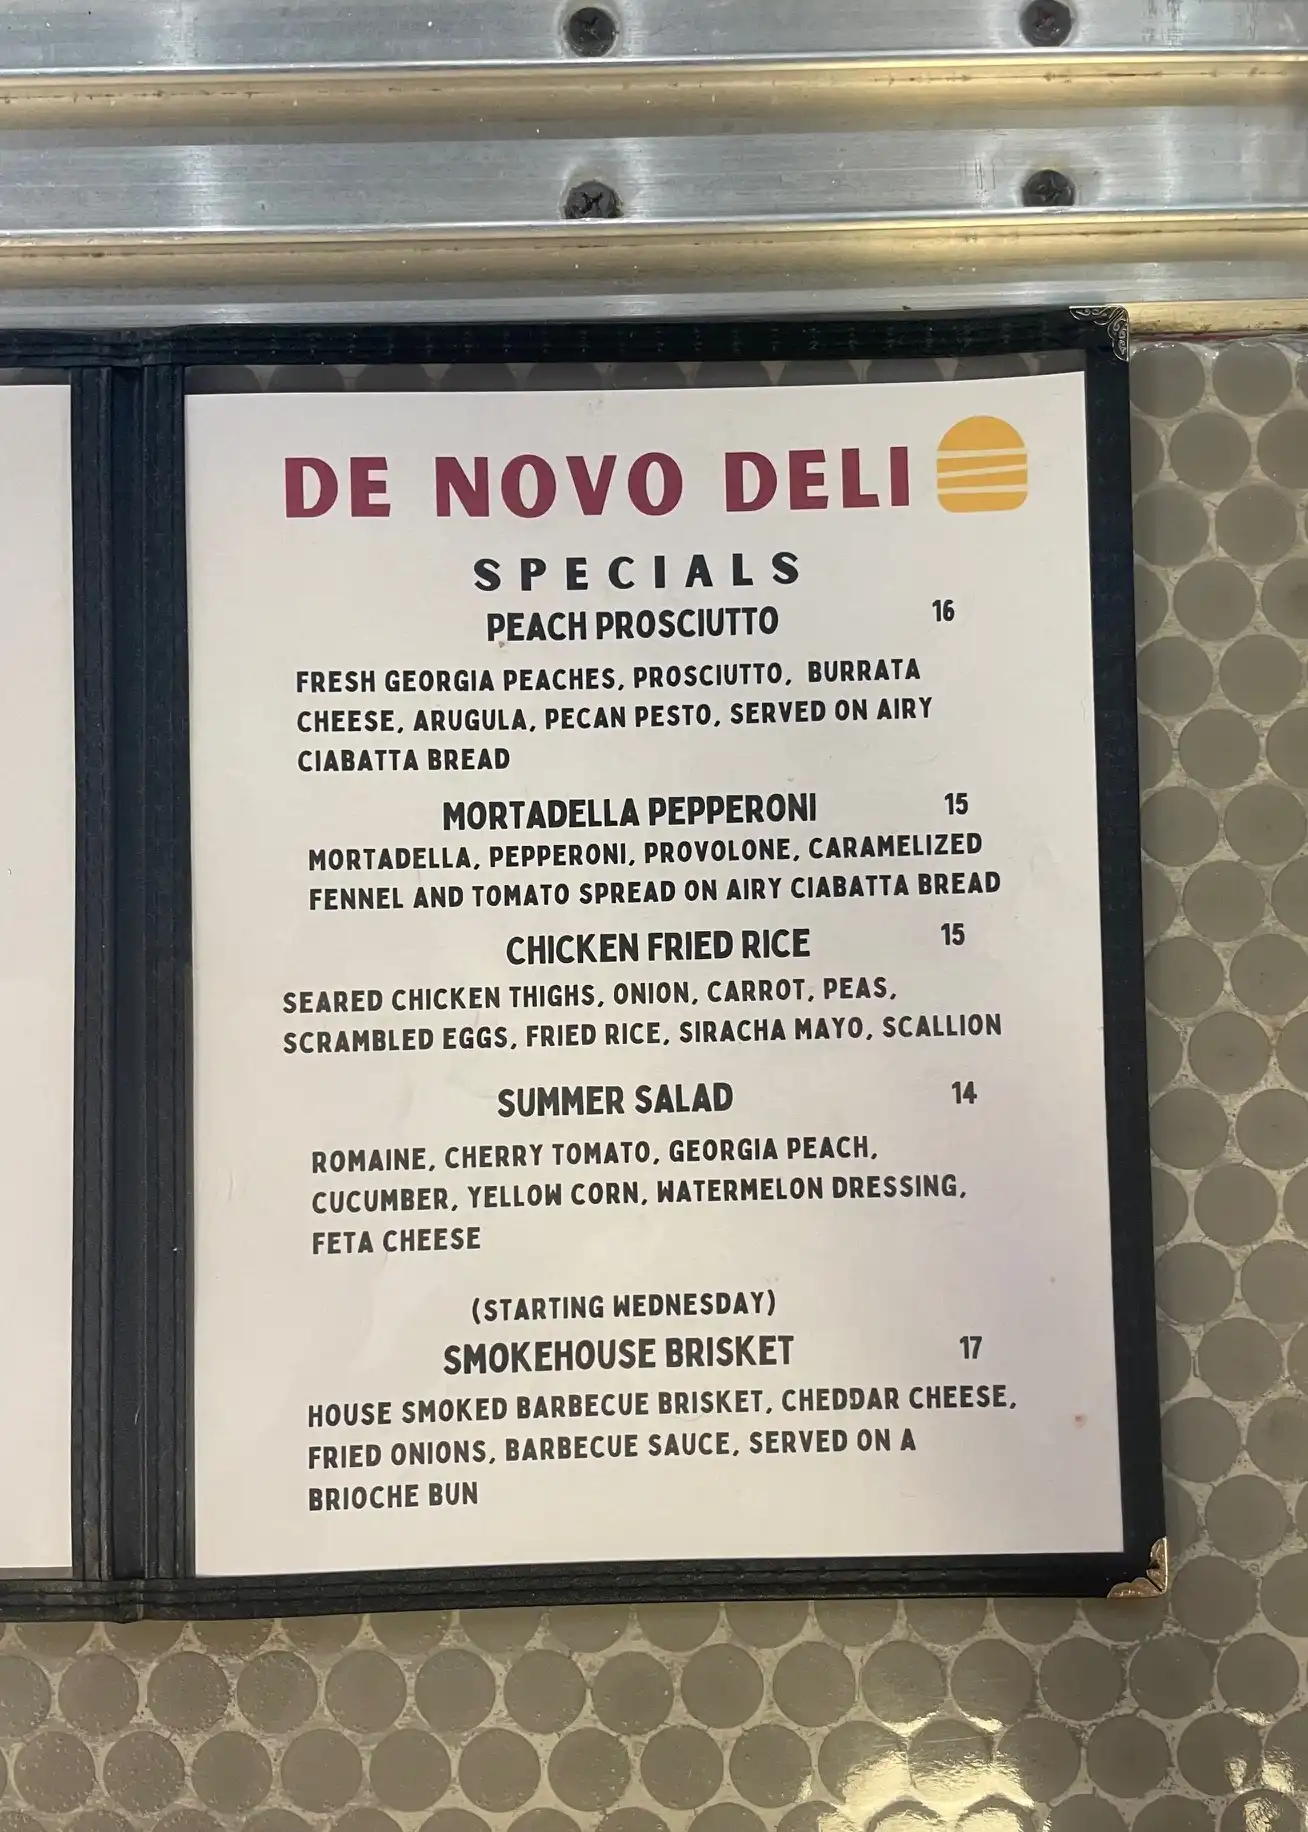 DE NOVO DELI
SPECIALS
PEACH PROSCIUTTO 16
FRESH GEORGIA PEACHES, PROSCIUTTO, BURRATA
CHEESE, ARUGULA, PECAN PESTO, SERVED ON AIRY
CIABATTA BREAD
MORTADELLA PEPPERONI 15
MORTADELLA, PEPPERONI, PROVOLONE, CARAMELIZED
FENNEL AND TOMATO SPREAD ON AIRY CIABATTA BREAD
CHICKEN FRIED RICE 15
SEARED CHICKEN THIGHS, ONION, CARROT, PEAS,
SCRAMBLED EGGS, FRIED RICE, SIRACHA MAYO, SCALLION
SUMMER SALAD 14
ROMAINE, CHERRY TOMATO, GEORGIA PEACH,
CUCUMBER, YELLOW CORN, WATERMELON DRESSING,
FETA CHEESE
(STARTING WEDNESDAY)
SMOKEHOUSE BRISKET 17
HOUSE SMOKED BARBECUE BRISKET, CHEDDAR CHEESE,
FRIED ONIONS, BARBECUE SAUCE, SERVED ON A
BRIOCHE BUN